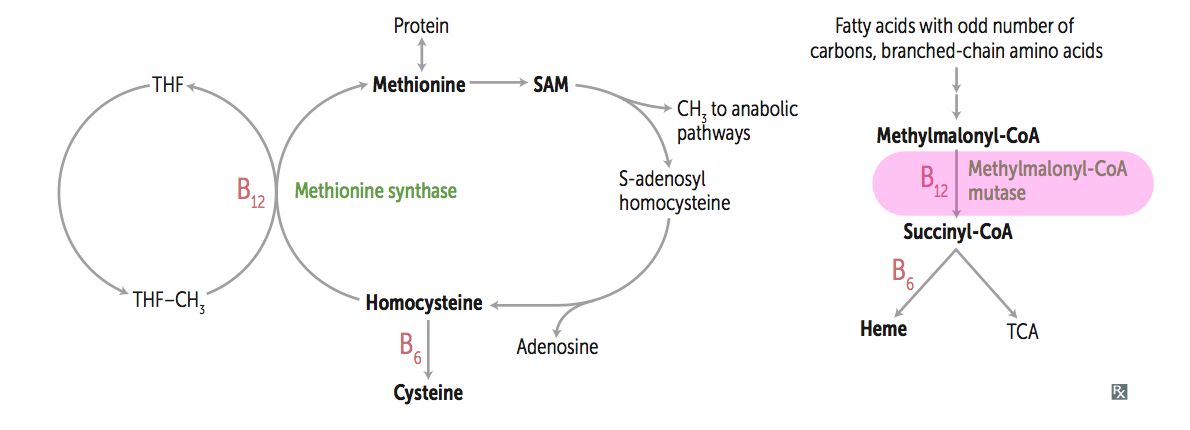 Protein
THF
Methionine
SAM
CH₃ to anabolic
pathways
B₁₂
Methionine synthase
S-adenosyl
homocysteine
THF–CH₃
Homocysteine
B₆
Adenosine
Cysteine
Fatty acids with odd number of
carbons, branched-chain amino acids
Methylmalonyl-CoA
B₁₂
Methylmalonyl-CoA
mutase
Succinyl-CoA
B₆
Heme
TCA
Rx